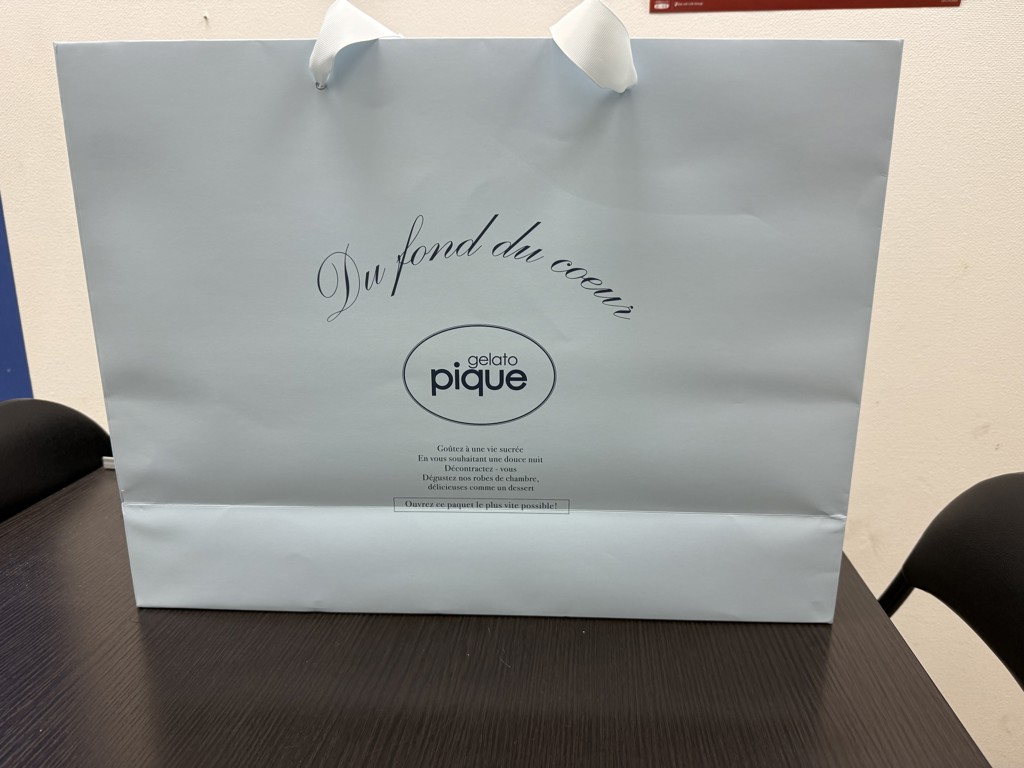 Du fond du coeur
gelato
pique
Goûtez à une vie sucrée
En vous souhaitant une douce nuit
Décontractez - vous
Dégustez nos robes de chambre,
délicieuses comme un dessert
Ouvrez ce paquet le plus vite possible!